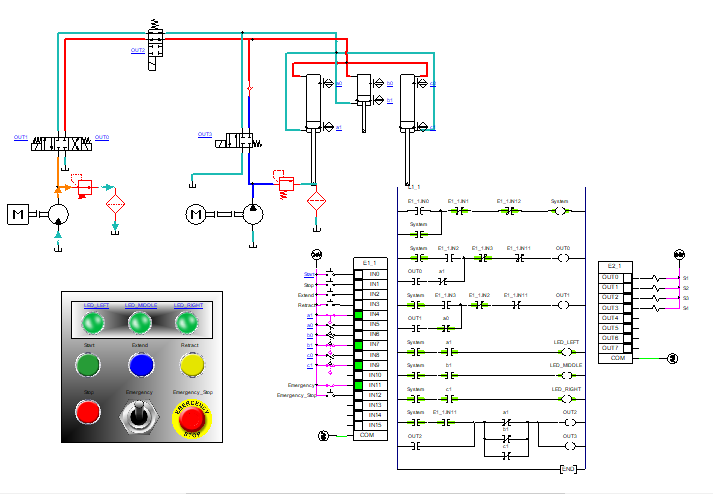 OUT2
OUT1
OUT0
OUT3
M
M
a0
b0
b1
a1
E1_1
E1_1.IN0
E1_1.IN1
E1_1.IN12
System
System
System
E1_1.IN2
E1_1.IN3
E1_1.IN11
OUT0
OUT0
a1
System
E1_1.IN3
E1_1.IN2
E1_1.IN11
OUT1
OUT1
a0
System
a1
LED_LEFT
System
b1
LED_MIDDLE
System
c1
LED_RIGHT
System
E1_1.IN11
a1
OUT2
OUT2
b1
OUT3
c1
END
E1_1
Start
IN0
Stop
IN1
Extend
IN2
Retract
IN3
a1
IN4
a0
IN5
b0
IN6
b1
IN7
c0
IN8
c1
IN9
IN10
Emergency
IN11
Emergency_Stop
IN12
IN13
IN14
IN15
COM
E2_1
OUT0
S1
OUT1
S2
OUT2
S3
OUT3
S4
OUT4
OUT5
OUT6
OUT7
COM
LED_LEFT
LED_MIDDLE
LED_RIGHT
Start
Extend
Retract
Stop
Emergency
Emergency_Stop
EMERGENCY
STOP